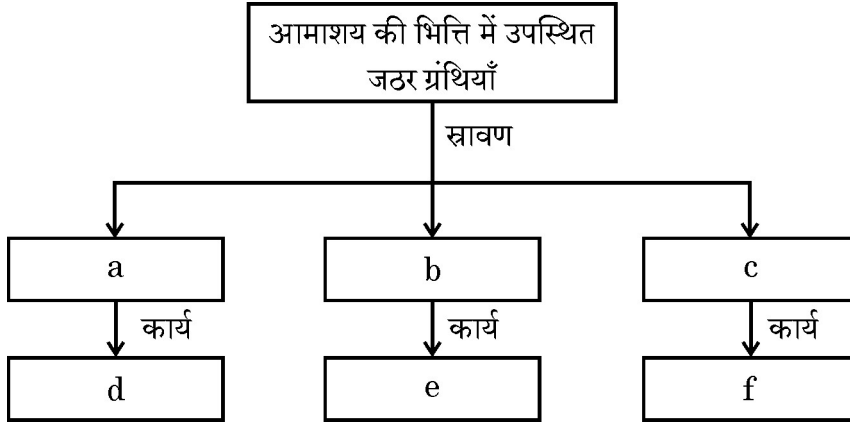 आमाशय की भित्ति में उपस्थित
जठर ग्रंथियाँ
स्रावण
a
b
c
कार्य
कार्य
कार्य
d
e
f